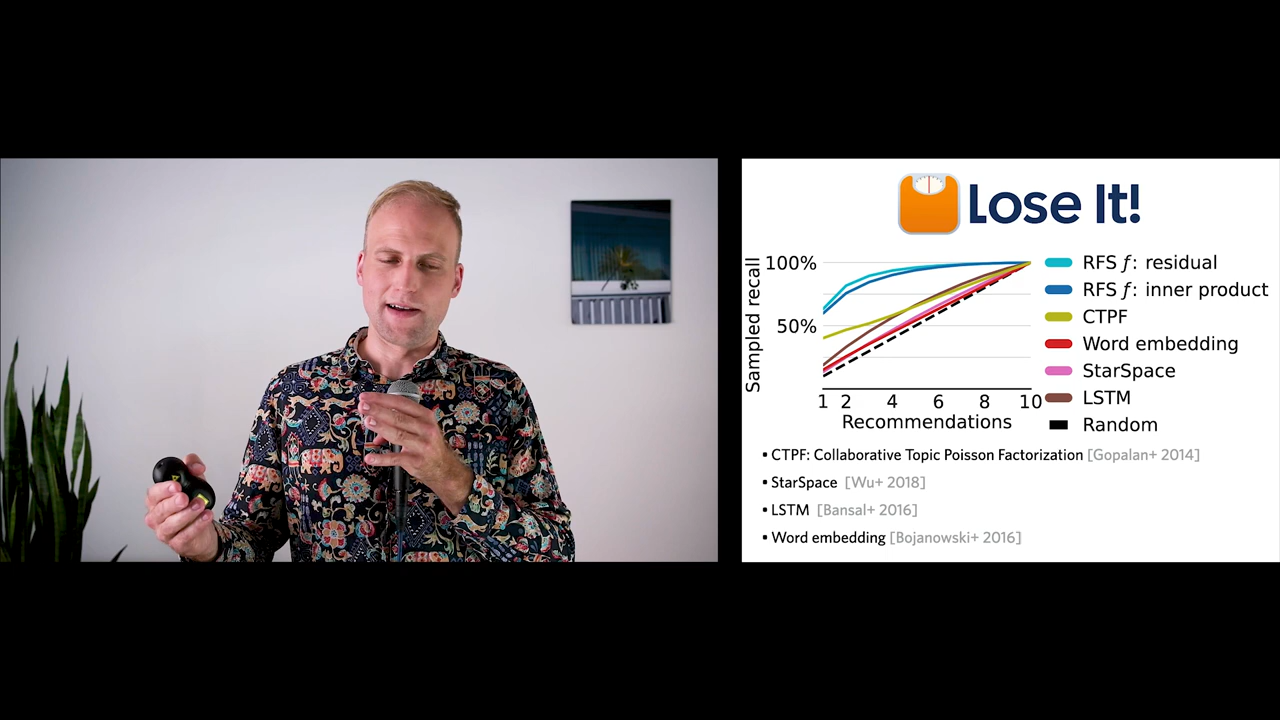 Lose It!
Sampled recall
100%
50%
1 2 4 6 8 10
Recommendations
RFS f: residual
RFS f: inner product
CTPF
Word embedding
StarSpace
LSTM
Random
• CTPF: Collaborative Topic Poisson Factorization [Gopalan+ 2014]
• StarSpace [Wu+ 2018]
• LSTM [Bansal+ 2016]
• Word embedding [Bojanowski+ 2016]